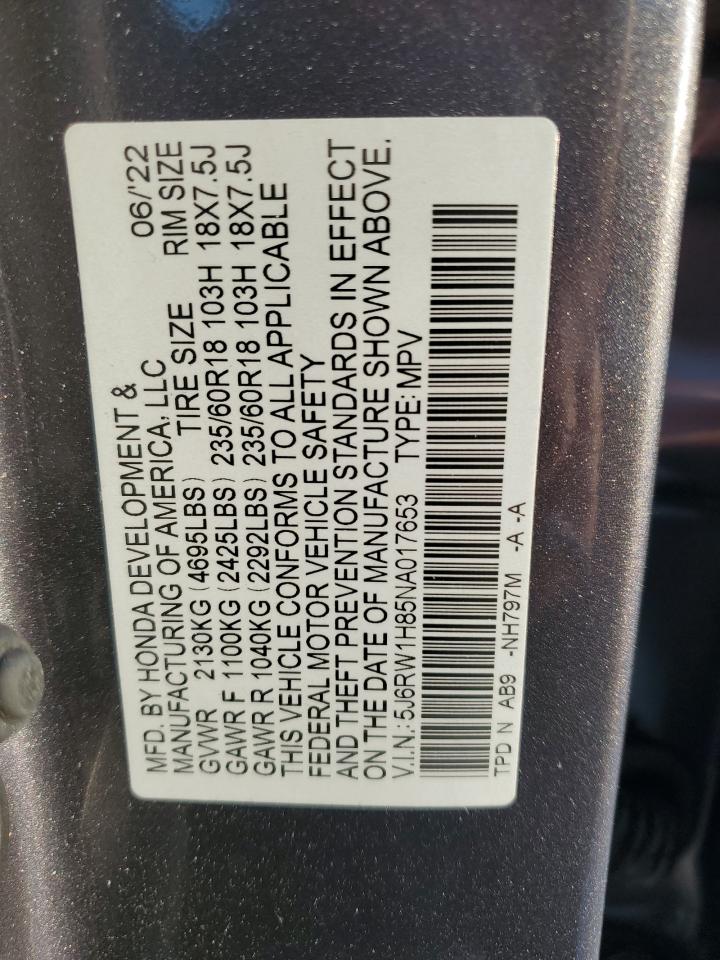 MFD. BY HONDA DEVELOPMENT & 06/'22
MANUFACTURING OF AMERICA, LLC
TIRE SIZE RIM SIZE
GVWR 2130KG (4695LBS)
GAWR F 1100KG (2425LBS) 235/60R18 103H 18X7.5J
GAWR R 1040KG (2292LBS) 235/60R18 103H 18X7.5J
THIS VEHICLE CONFORMS TO ALL APPLICABLE
FEDERAL MOTOR VEHICLE SAFETY
AND THEFT PREVENTION STANDARDS IN EFFECT
ON THE DATE OF MANUFACTURE SHOWN ABOVE.
V.I.N.: 5J6RW1H85NA017653 TYPE: MPV
TPD N AB9 -NH797M -A -A